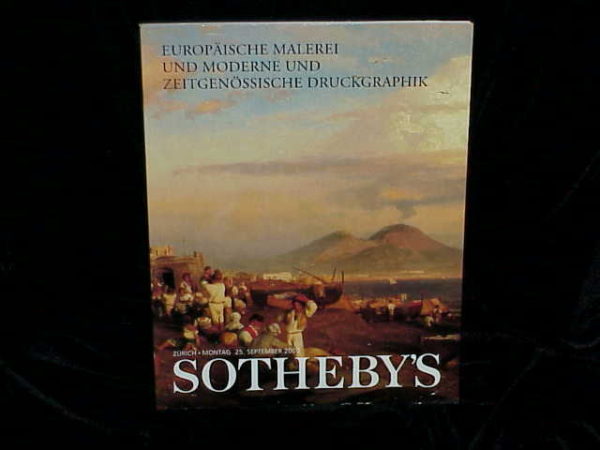 EUROPÄISCHE MALEREI
UND MODERNE UND
ZEITGENÖSSISCHE DRUCKGRAPHIK
ZÜRICH • MONTAG 25. SEPTEMBER
SOTHEBY'S